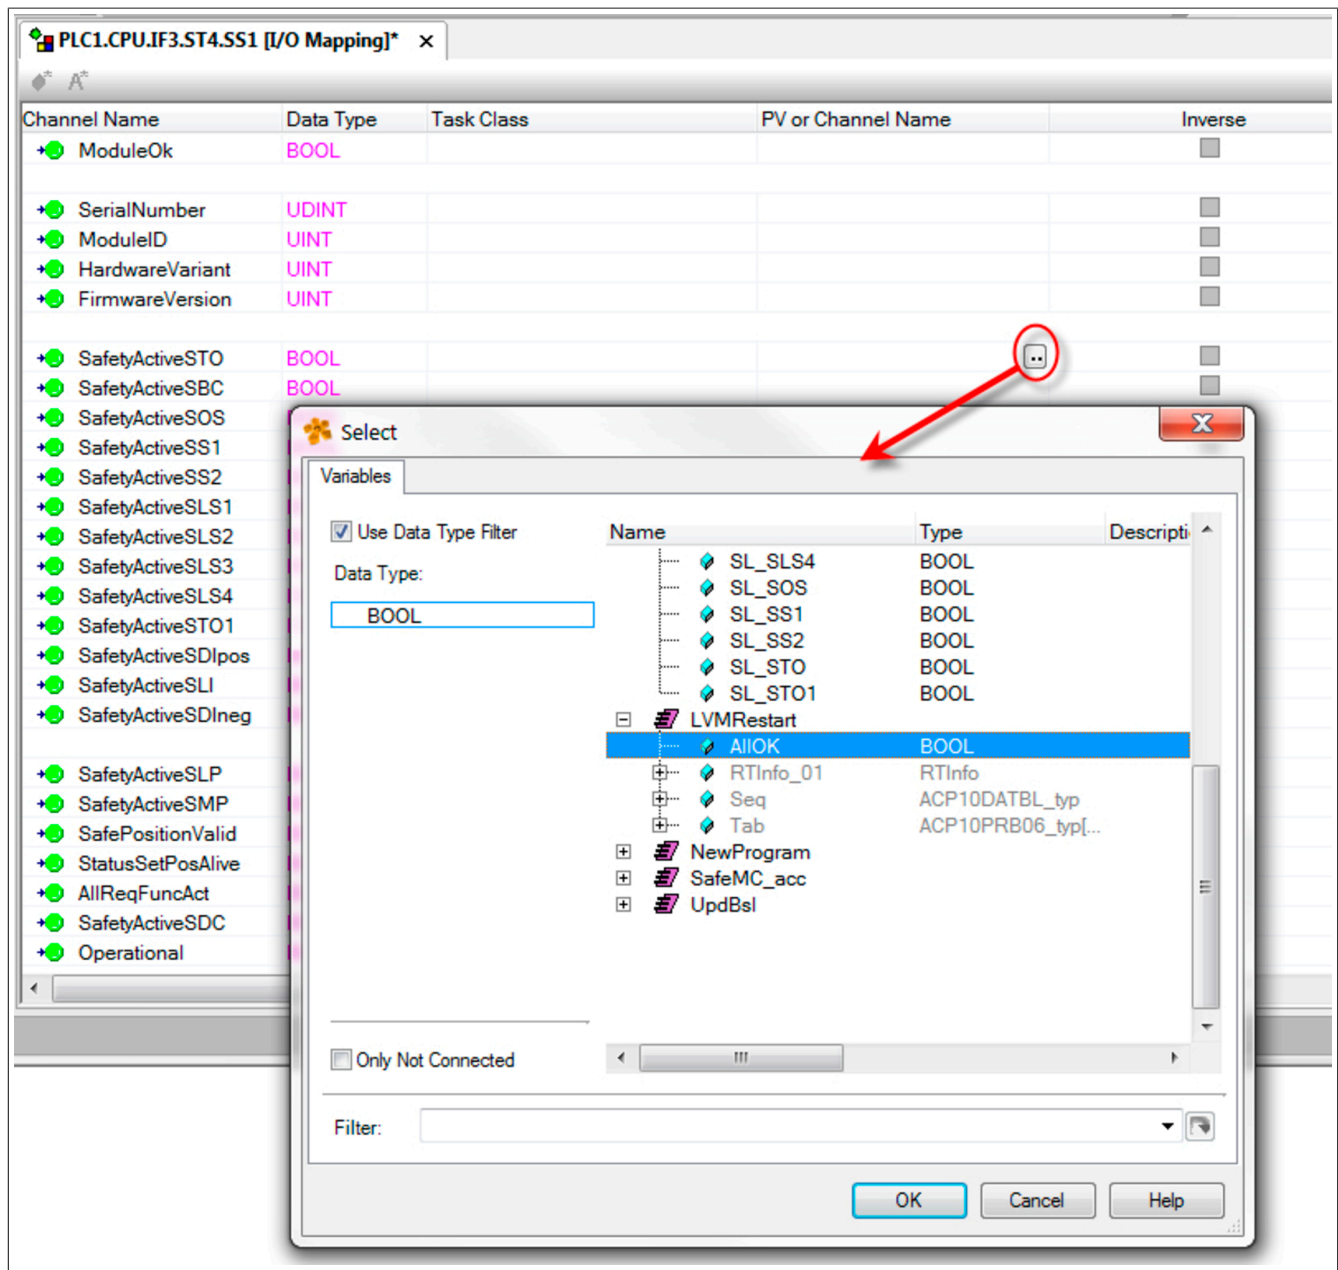 PLC1.CPU.IF3.ST4.SS1 [I/O Mapping]*
Channel Name Data Type Task Class PV or Channel Name Inverse
ModuleOk BOOL
SerialNumber UDINT
ModuleID UINT
HardwareVariant UINT
FirmwareVersion UINT
SafetyActiveSTO BOOL ..
SafetyActiveSBC BOOL
SafetyActiveSOS
SafetyActiveSS1
SafetyActiveSS2
SafetyActiveSLS1
SafetyActiveSLS2
SafetyActiveSLS3
SafetyActiveSLS4
SafetyActiveSTO1
SafetyActiveSDIpos
SafetyActiveSLI
SafetyActiveSDIneg
SafetyActiveSLP
SafetyActiveSMP
SafePositionValid
StatusSetPosAlive
AllReqFuncAct
SafetyActiveSDC
Operational
Select
Variables
Use Data Type Filter
Data Type:
BOOL
Only Not Connected
Name Type Descripti
SL_SLS4 BOOL
SL_SOS BOOL
SL_SS1 BOOL
SL_SS2 BOOL
SL_STO BOOL
SL_STO1 BOOL
LVMRestart
AllOK BOOL
RTInfo_01 RTInfo
Seq ACP10DATBL_typ
Tab ACP10PRB06_typ[...
NewProgram
SafeMC_acc
UpdBsl
Filter:
OK Cancel Help